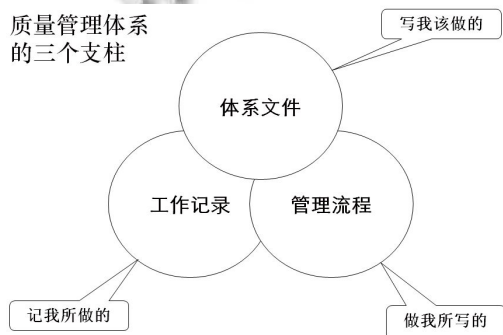 质量管理体系
的三个支柱
写我该做的
体系文件
工作记录
管理流程
记我所做的
做我所写的